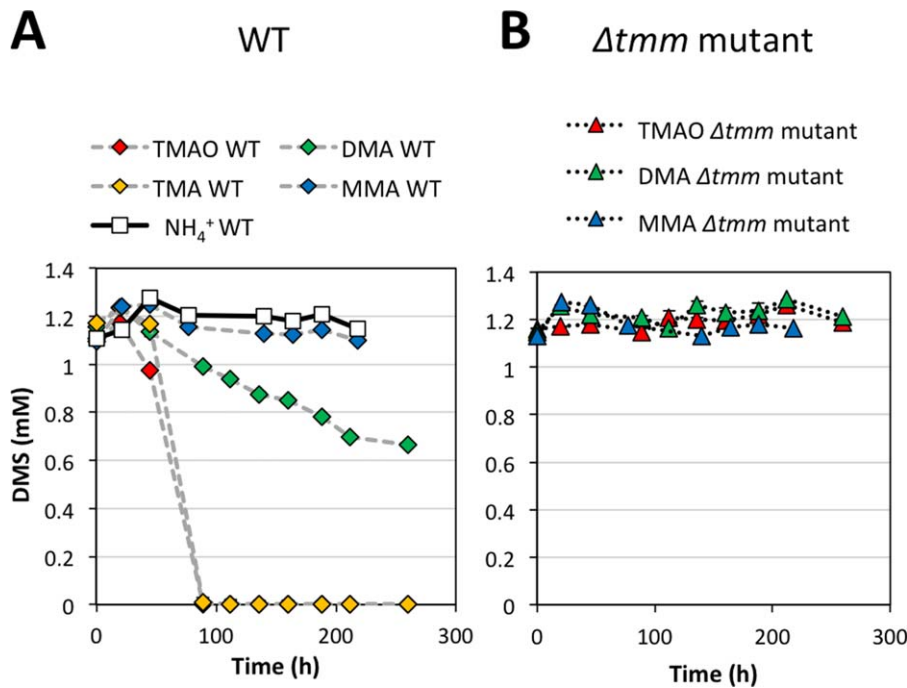 A WT
B Δtmm mutant
TMAO WT DMA WT
TMA WT MMA WT
NH₄⁺ WT
TMAO Δtmm mutant
DMA Δtmm mutant
MMA Δtmm mutant
DMS (mM)
1.4
1.2
1
0.8
0.6
0.4
0.2
0
0 100 200 300
Time (h)
1.4
1.2
1
0.8
0.6
0.4
0.2
0
0 100 200 300
Time (h)